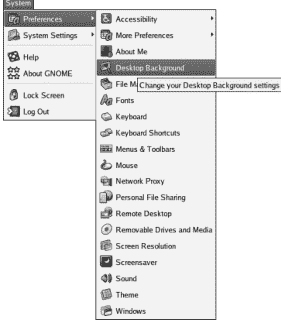 System
Preferences
System Settings
Help
About GNOME
Lock Screen
Log Out
Accessibility
More Preferences
About Me
Desktop Background
File Ma
Change your Desktop Background settings
Fonts
Keyboard
Keyboard Shortcuts
Menus & Toolbars
Mouse
Network Proxy
Personal File Sharing
Remote Desktop
Removable Drives and Media
Screen Resolution
Screensaver
Sound
Theme
Windows